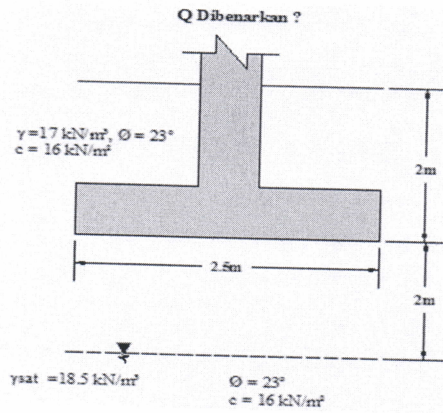 Q Dibenarkan ?
γ=17 kN/m³, Ø = 23°
c = 16 kN/m²
2m
2.5m
2m
γsat =18.5 kN/m³
Ø = 23°
c = 16 kN/m²